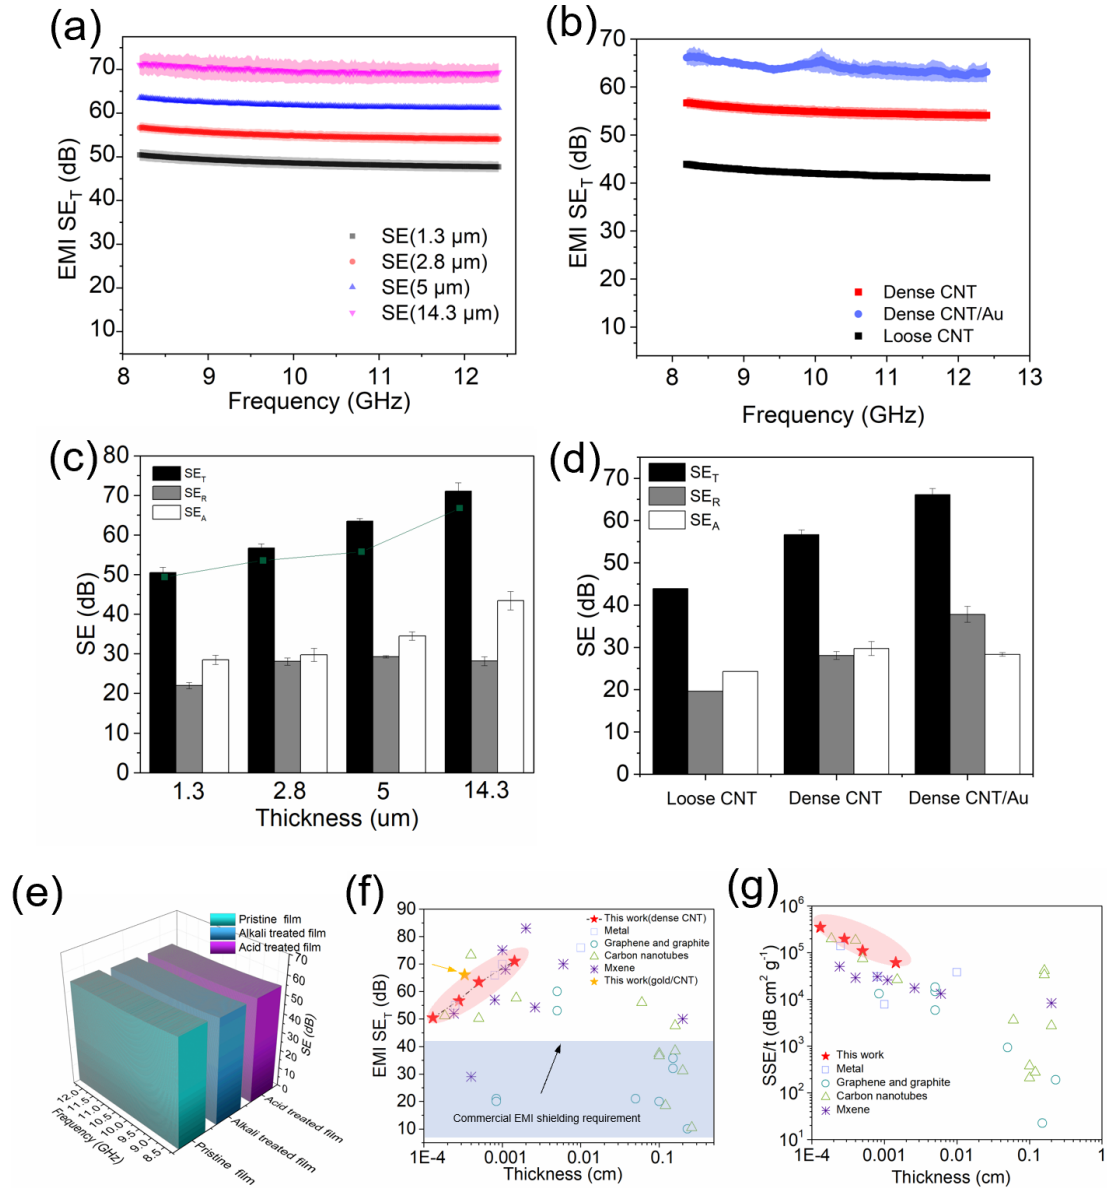 (a)
70
60
50
40
30
20
10
EMI SE_T (dB)
SE(1.3 μm)
SE(2.8 μm)
SE(5 μm)
SE(14.3 μm)
8 9 10 11 12
Frequency (GHz)
(b)
70
60
50
40
30
20
10
EMI SE_T (dB)
Dense CNT
Dense CNT/Au
Loose CNT
8 9 10 11 12 13
Frequency (GHz)
(c)
80
70
60
50
40
30
20
10
0
SE (dB)
SE_T
SE_R
SE_A
1.3 2.8 5 14.3
Thickness (um)
(d)
70
60
50
40
30
20
10
0
SE (dB)
SE_T
SE_R
SE_A
Loose CNT Dense CNT Dense CNT/Au
(e)
Pristine film
Alkali treated film
Acid treated film
70
60
50
40
30
20
10
0
SE (dB)
12.0
11.5
11.0
10.5
10.0
9.5
9.0
8.5
Frequency (GHz)
Pristine film
Alkali treated film
Acid treated film
(f)
90
80
70
60
50
40
30
20
10
EMI SE_T (dB)
This work(dense CNT)
Metal
Graphene and graphite
Carbon nanotubes
Mxene
This work(gold/CNT)
Commercial EMI shielding requirement
1E-4 0.001 0.01 0.1
Thickness (cm)
(g)
10^6
10^5
10^4
10^3
10^2
10^1
SSE/t (dB cm² g⁻¹)
This work
Metal
Graphene and graphite
Carbon nanotubes
Mxene
1E-4 0.001 0.01 0.1 1
Thickness (cm)